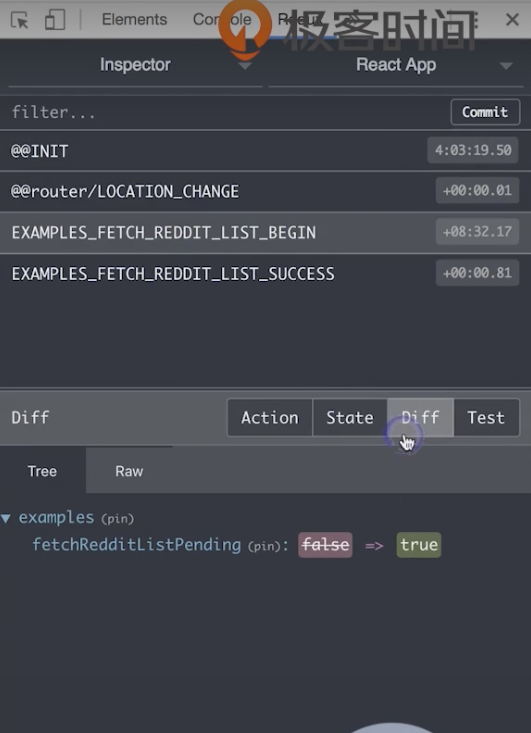 Elements Console Redux
极客时间
Inspector React App
filter... Commit
@@INIT 4:03:19.50
@@router/LOCATION_CHANGE +00:00.01
EXAMPLES_FETCH_REDDIT_LIST_BEGIN +08:32.17
EXAMPLES_FETCH_REDDIT_LIST_SUCCESS +00:00.81
Diff Action State Diff Test
Tree Raw
examples (pin)
fetchRedditListPending (pin): false => true